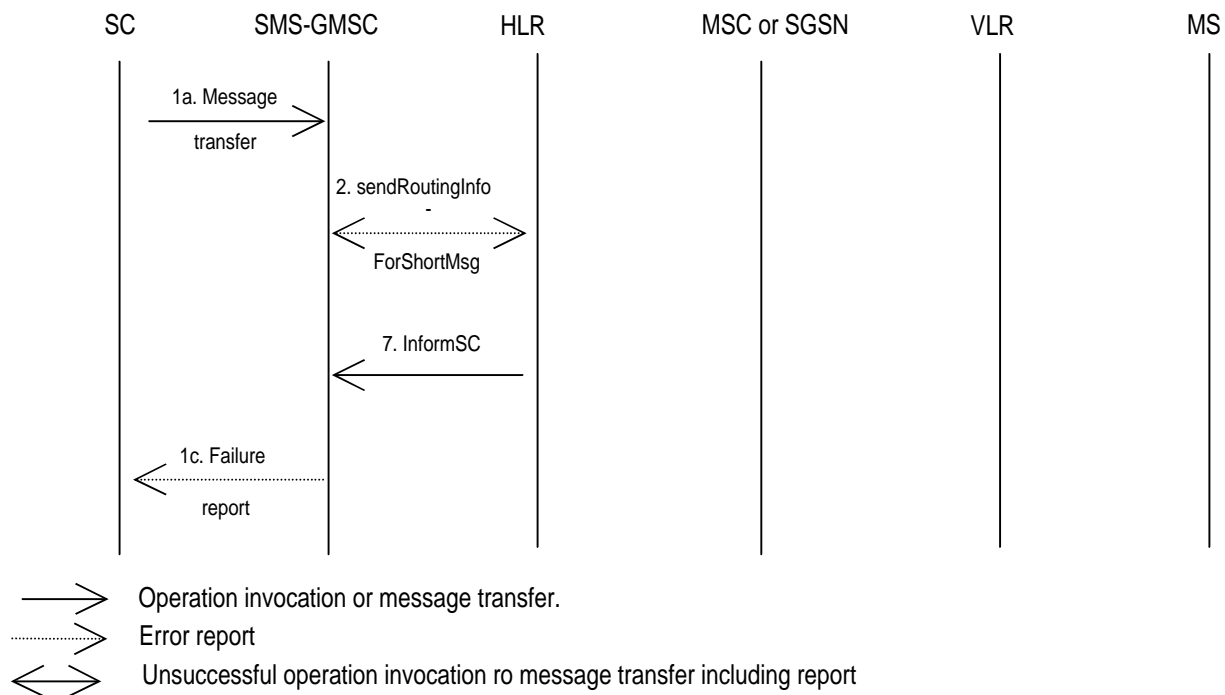 SC SMS-GMSC HLR MSC or SGSN VLR MS
1a. Message
transfer
2. sendRoutingInfo
-
ForShortMsg
7. InformSC
1c. Failure
report
Operation invocation or message transfer.
Error report
Unsuccessful operation invocation ro message transfer including report